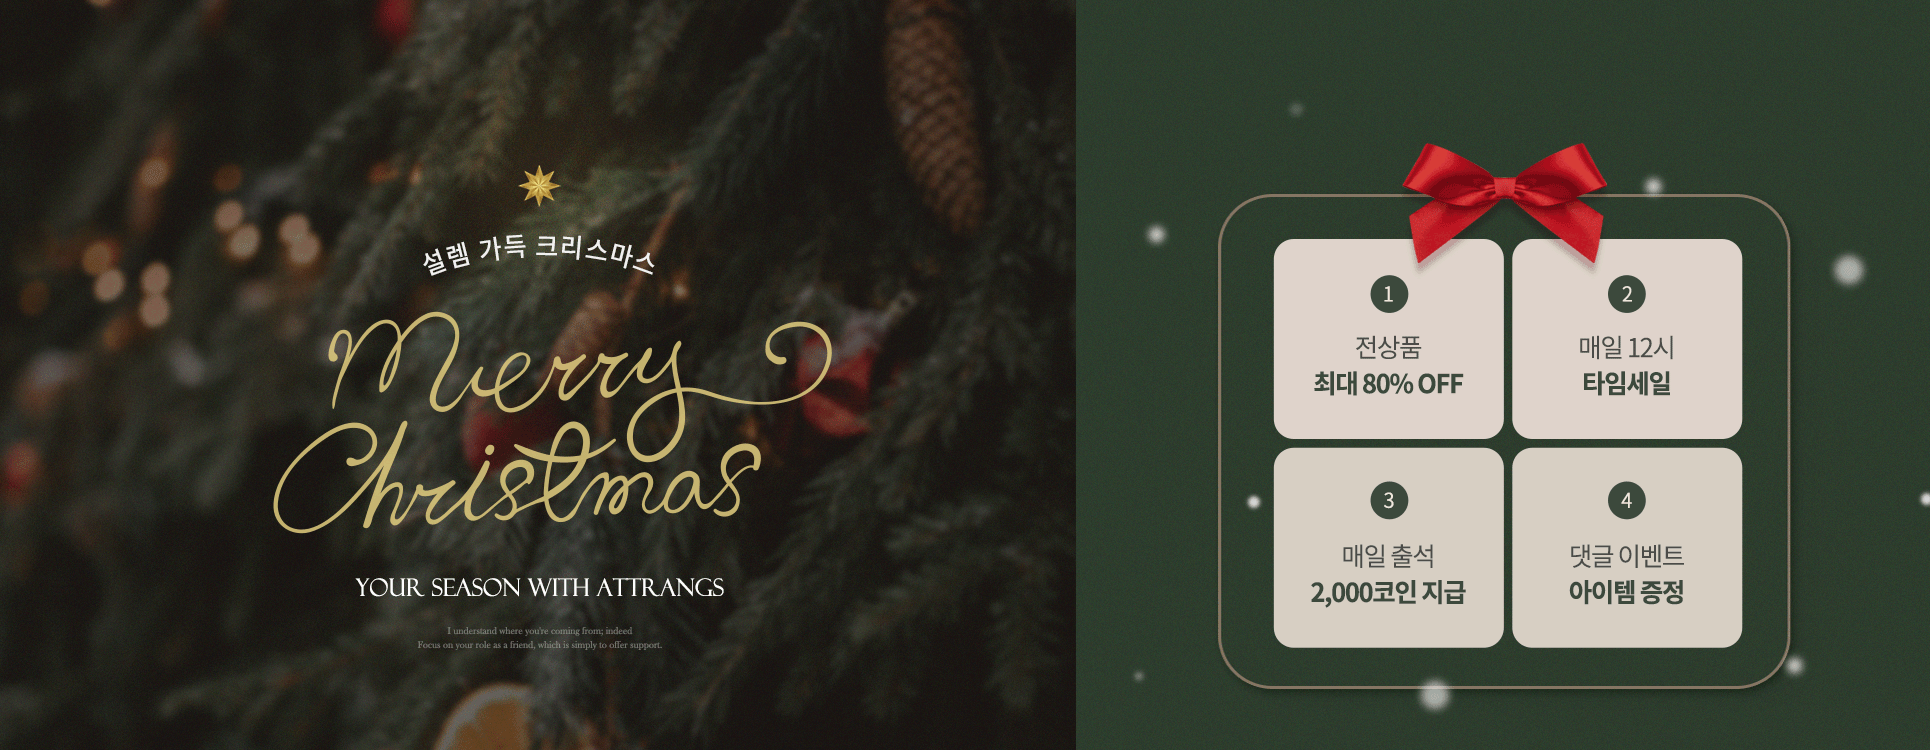 설렘 가득 크리스마스
Merry
Christmas
YOUR SEASON WITH ATTRANGS
I understand where you're coming from; indeed
Focus on your role as a friend, which is simply to offer support.
1
전상품
최대 80% OFF
2
매일 12시
타임세일
3
매일 출석
2,000코인 지급
4
댓글 이벤트
아이템 증정